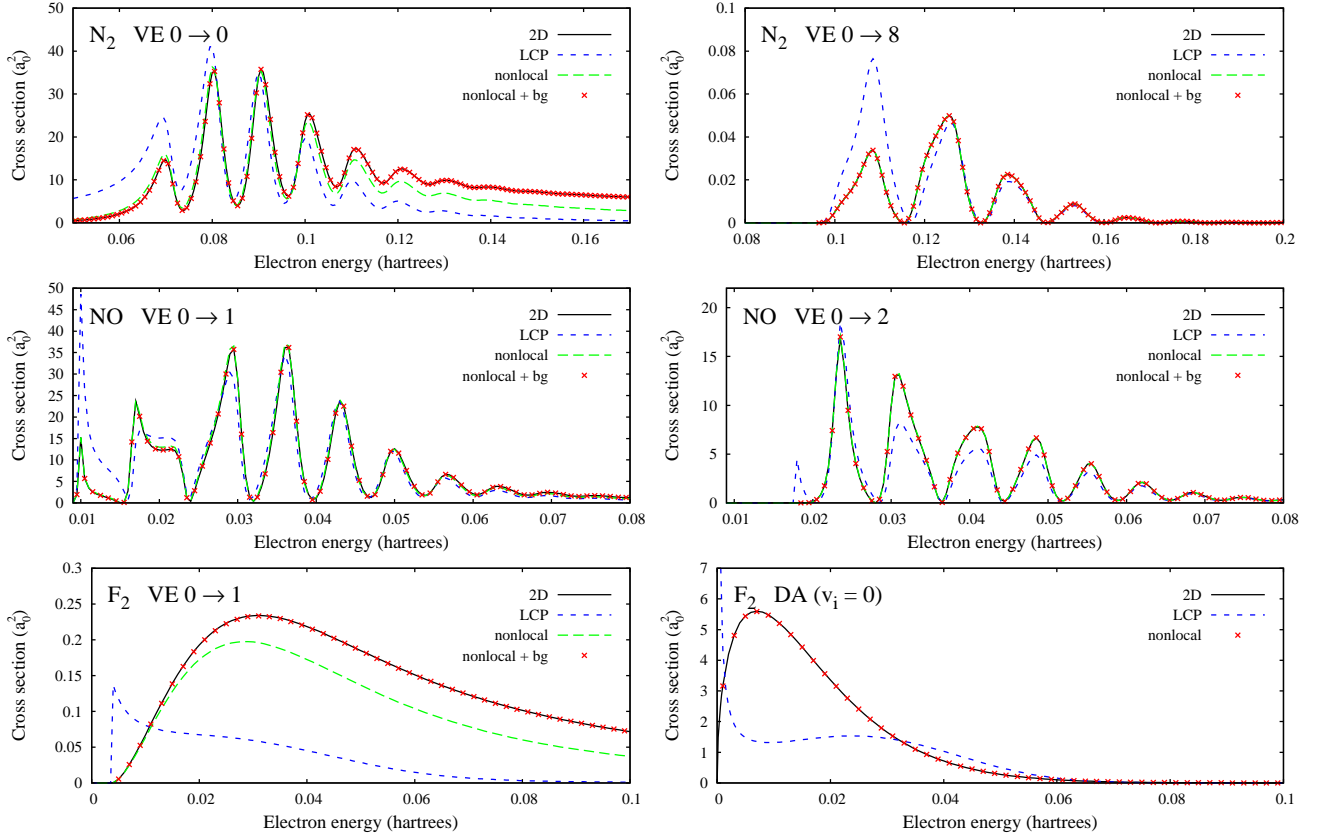 N₂ VE 0 → 0
2D
LCP
nonlocal
nonlocal + bg
Cross section (a₀²)
0
10
20
30
40
50
0.06
0.08
0.1
0.12
0.14
0.16
Electron energy (hartrees)
N₂ VE 0 → 8
2D
LCP
nonlocal
nonlocal + bg
Cross section (a₀²)
0
0.02
0.04
0.06
0.08
0.1
0.08
0.1
0.12
0.14
0.16
0.18
0.2
Electron energy (hartrees)
NO VE 0 → 1
2D
LCP
nonlocal
nonlocal + bg
Cross section (a₀²)
0
5
10
15
20
25
30
35
40
45
50
0.01
0.02
0.03
0.04
0.05
0.06
0.07
0.08
Electron energy (hartrees)
NO VE 0 → 2
2D
LCP
nonlocal
nonlocal + bg
Cross section (a₀²)
0
5
10
15
20
0.01
0.02
0.03
0.04
0.05
0.06
0.07
0.08
Electron energy (hartrees)
F₂ VE 0 → 1
2D
LCP
nonlocal
nonlocal + bg
Cross section (a₀²)
0
0.05
0.1
0.15
0.2
0.25
0.3
0
0.02
0.04
0.06
0.08
0.1
Electron energy (hartrees)
F₂ DA (vᵢ = 0)
2D
LCP
nonlocal
Cross section (a₀²)
0
1
2
3
4
5
6
7
0
0.02
0.04
0.06
0.08
0.1
Electron energy (hartrees)